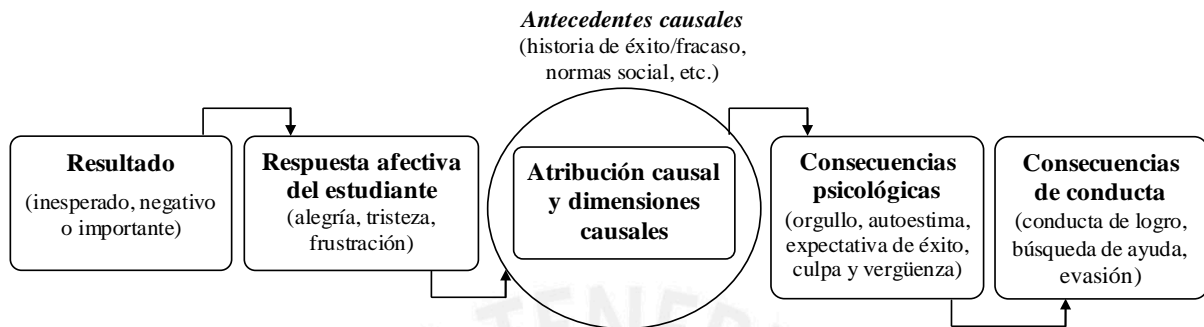 Antecedentes causales
(historia de éxito/fracaso,
normas social, etc.)
Resultado
(inesperado, negativo
o importante)
Respuesta afectiva
del estudiante
(alegría, tristeza,
frustración)
Atribución causal
y dimensiones
causales
Consecuencias
psicológicas
(orgullo, autoestima,
expectativa de éxito,
culpa y vergüenza)
Consecuencias
de conducta
(conducta de logro,
búsqueda de ayuda,
evasión)
TENEB